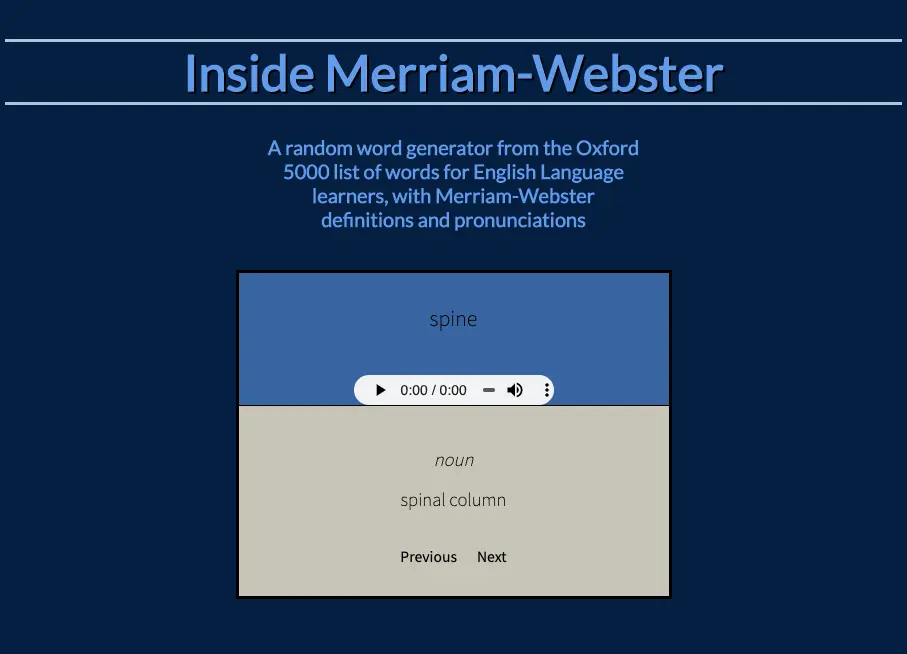 Inside Merriam-Webster
A random word generator from the Oxford
5000 list of words for English Language
learners, with Merriam-Webster
definitions and pronunciations
spine
0:00 / 0:00
noun
spinal column
Previous Next